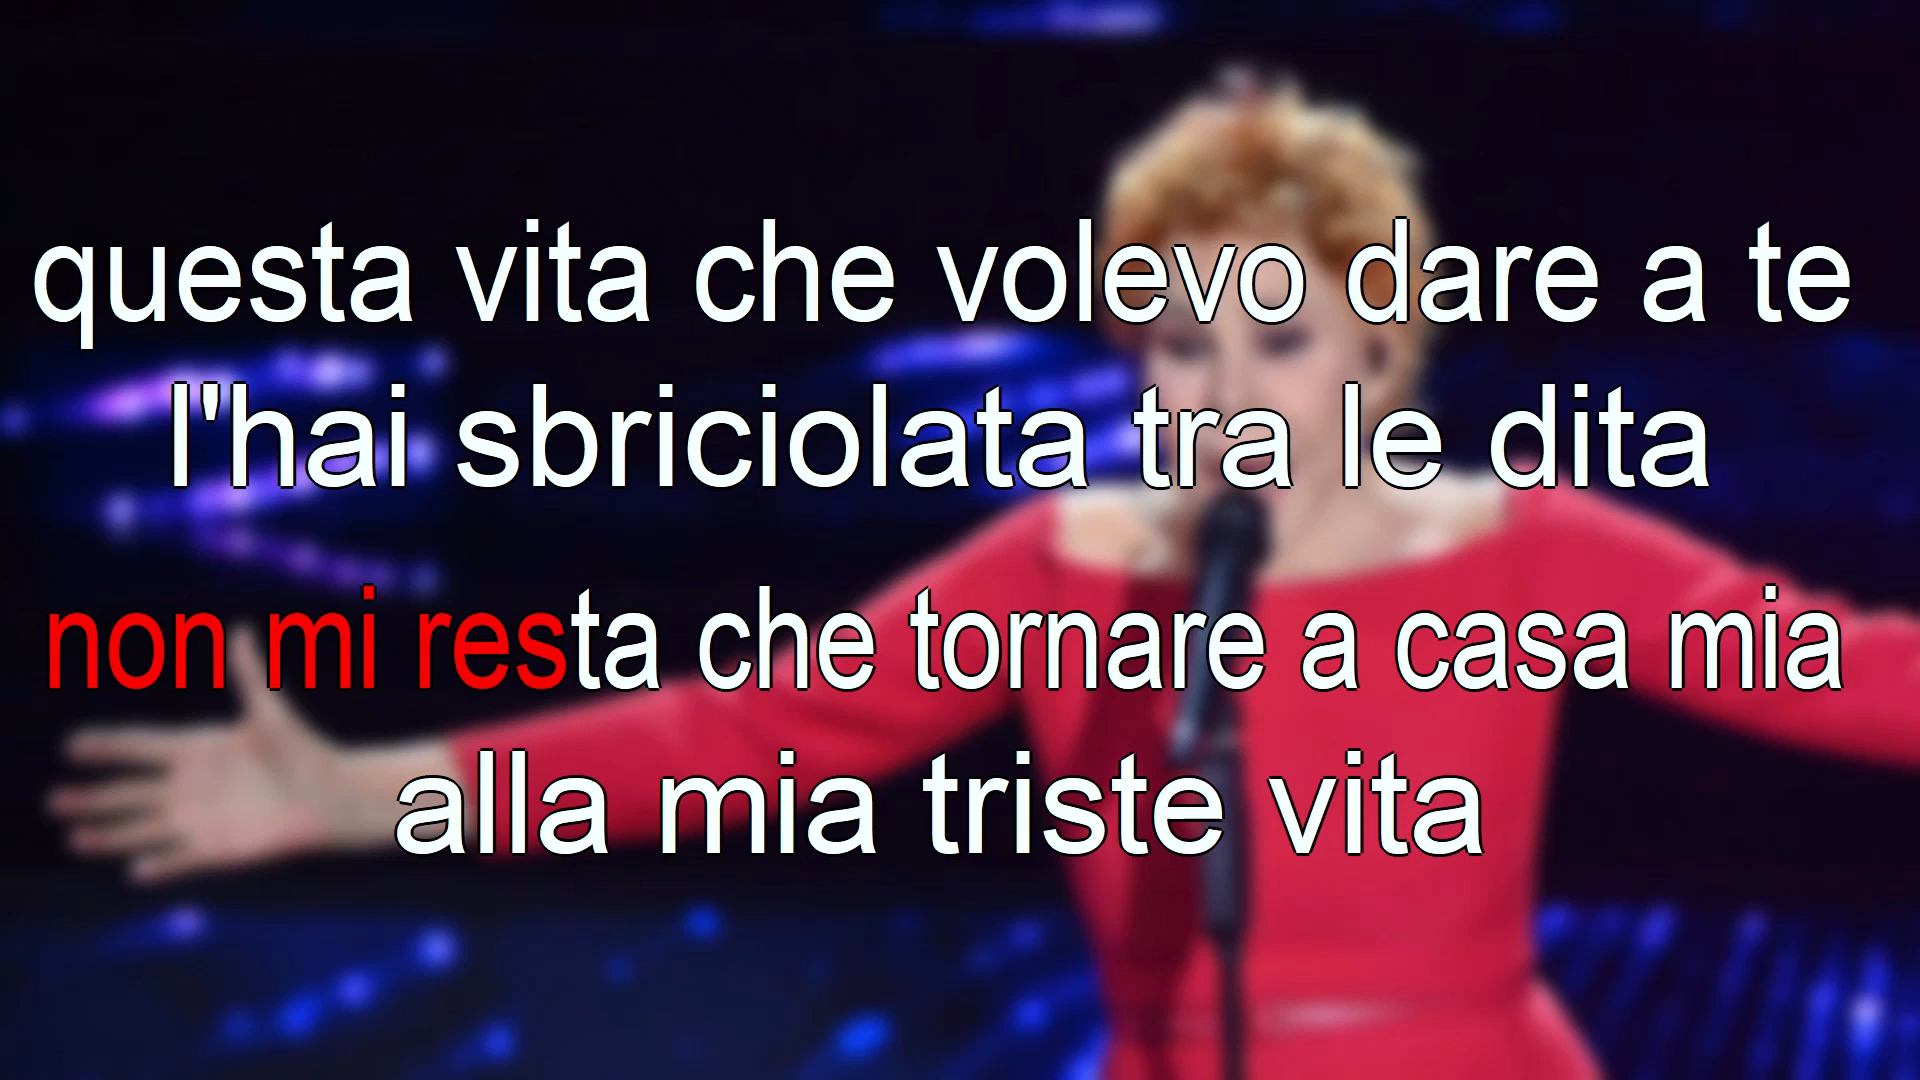 questa vita che volevo dare a te
l'hai sbriciolata tra le dita
non mi resta che tornare a casa mia
alla mia triste vita